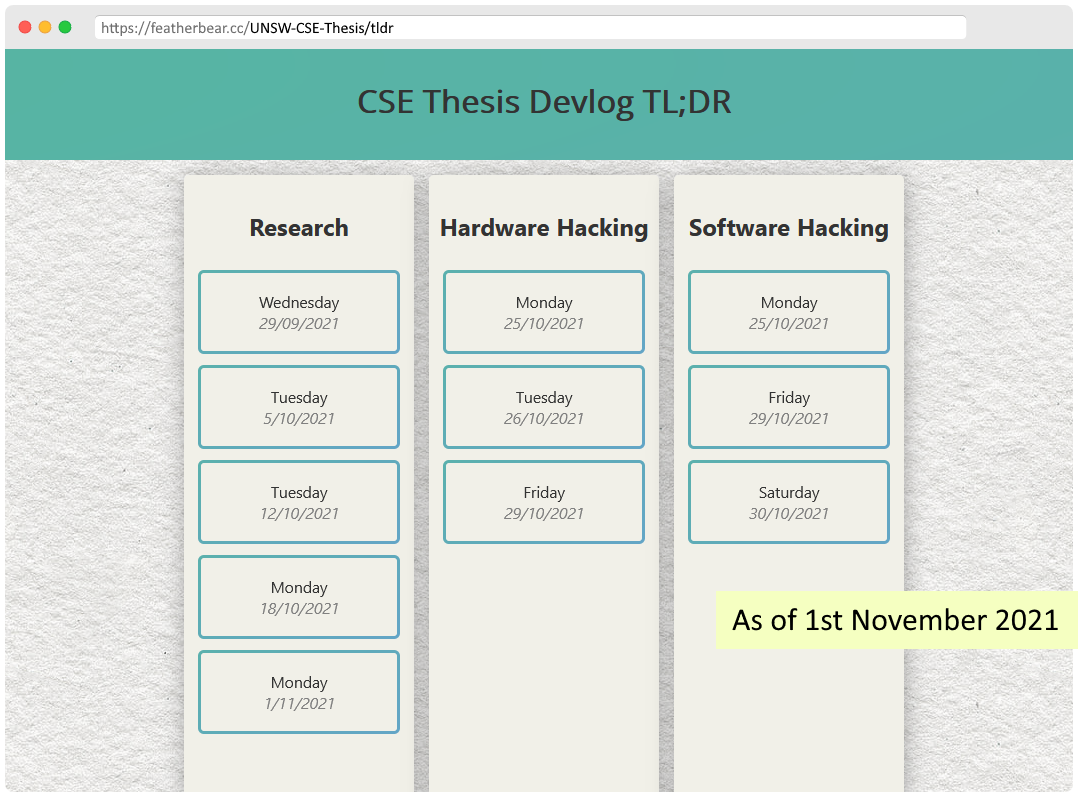 https://featherbear.cc/UNSW-CSE-Thesis/tldr
CSE Thesis Devlog TL;DR
Research
Wednesday
29/09/2021
Tuesday
5/10/2021
Tuesday
12/10/2021
Monday
18/10/2021
Monday
1/11/2021
Hardware Hacking
Monday
25/10/2021
Tuesday
26/10/2021
Friday
29/10/2021
Software Hacking
Monday
25/10/2021
Friday
29/10/2021
Saturday
30/10/2021
As of 1st November 2021